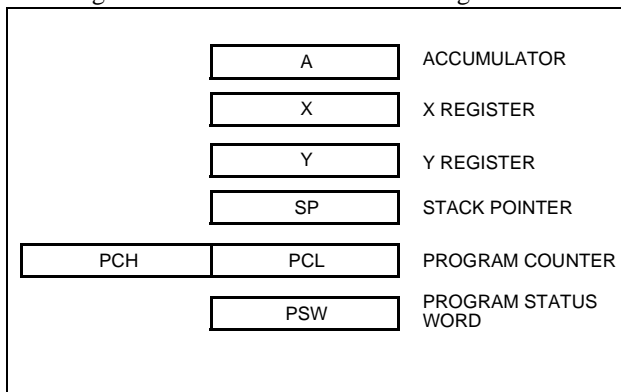 A ACCUMULATOR
X X REGISTER
Y Y REGISTER
SP STACK POINTER
PCH PCL PROGRAM COUNTER
PSW PROGRAM STATUS
WORD